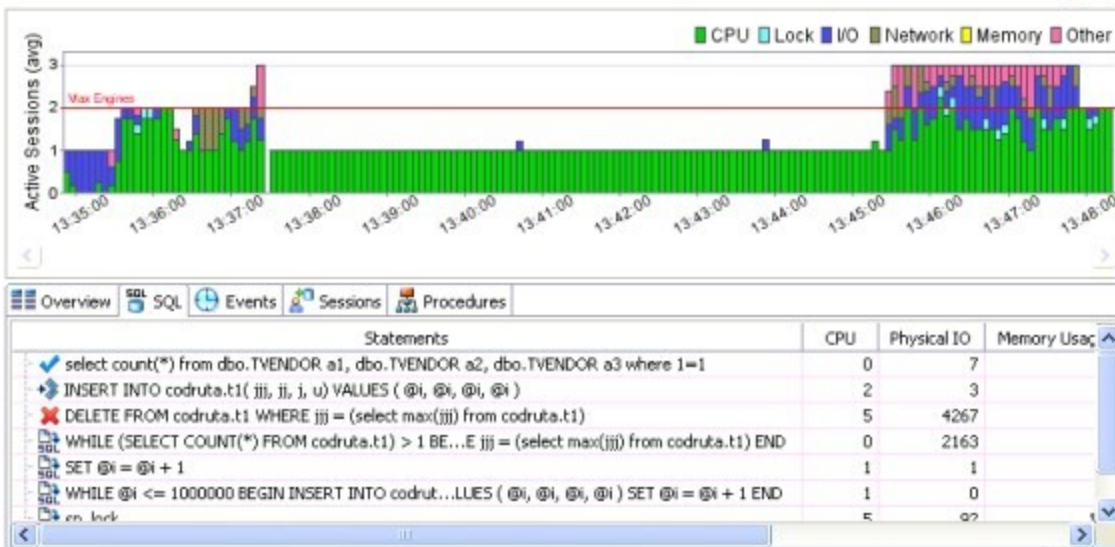 CPU Lock I/O Network Memory Other
Active Sessions (avg)
3
Max Engines
2
1
0
13:35:00 13:36:00 13:37:00 13:38:00 13:39:00 13:40:00 13:41:00 13:42:00 13:43:00 13:44:00 13:45:00 13:46:00 13:47:00 13:48:00
Overview SQL SQL Events Sessions Procedures
Statements CPU Physical IO Memory Usag
select count(*) from dbo.TVENDOR a1, dbo.TVENDOR a2, dbo.TVENDOR a3 where 1=1 0 7
INSERT INTO codruta.t1( jjj, jj, j, u) VALUES ( @i, @i, @i, @i ) 2 3
DELETE FROM codruta.t1 WHERE jjj = (select max(jjj) from codruta.t1) 5 4267
SQL WHILE (SELECT COUNT(*) FROM codruta.t1) > 1 BE...E jjj = (select max(jjj) from codruta.t1) END 0 2163
SQL SET @i = @i + 1 1 1
SQL WHILE @i <= 1000000 BEGIN INSERT INTO codrut...LUES ( @i, @i, @i, @i ) SET @i = @i + 1 END 1 0
sp_lock 5 92